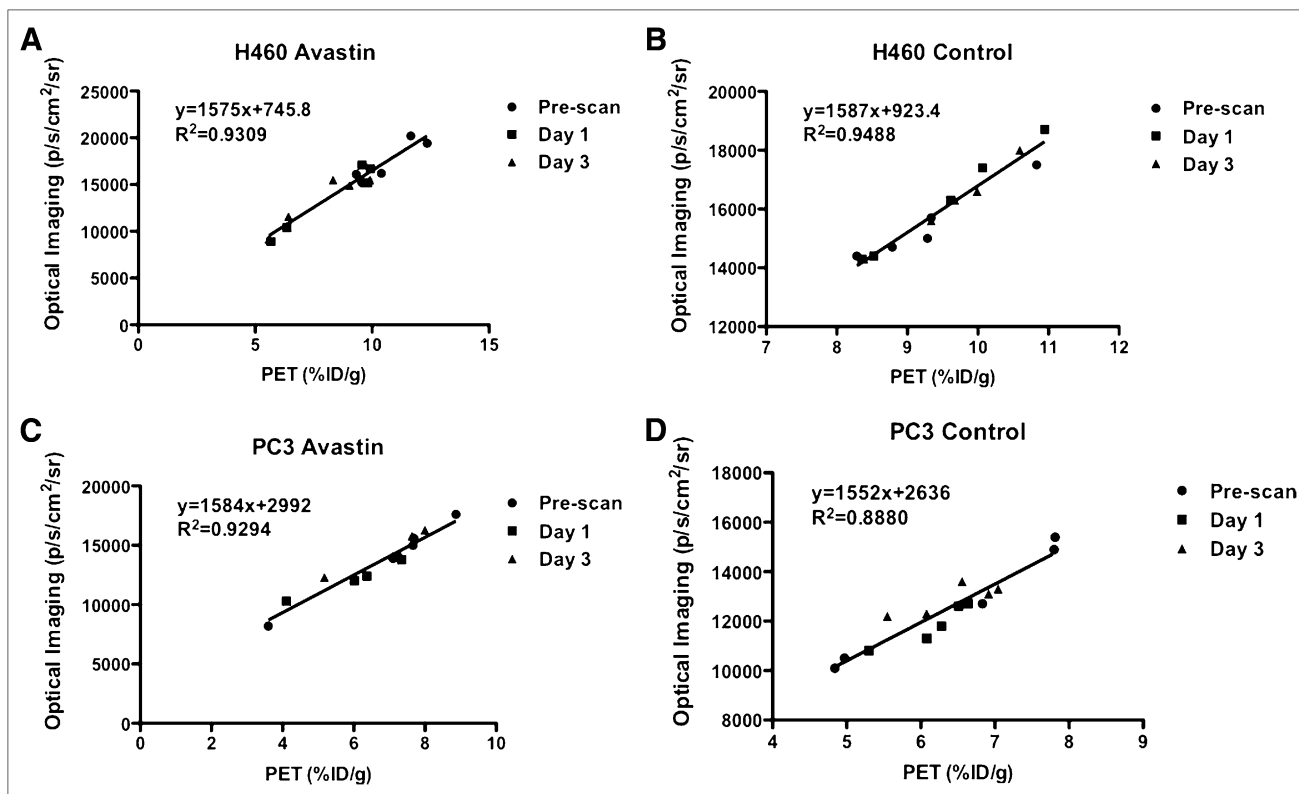 A
H460 Avastin
Optical Imaging (p/s/cm²/sr)
25000
20000
15000
10000
5000
0
y=1575x+745.8
R²=0.9309
Pre-scan
Day 1
Day 3
0 5 10 15
PET (%ID/g)
B
H460 Control
Optical Imaging (p/s/cm²/sr)
20000
18000
16000
14000
12000
y=1587x+923.4
R²=0.9488
Pre-scan
Day 1
Day 3
7 8 9 10 11 12
PET (%ID/g)
C
PC3 Avastin
Optical Imaging (p/s/cm²/sr)
20000
15000
10000
5000
0
y=1584x+2992
R²=0.9294
Pre-scan
Day 1
Day 3
0 2 4 6 8 10
PET (%ID/g)
D
PC3 Control
Optical Imaging (p/s/cm²/sr)
18000
16000
14000
12000
10000
8000
y=1552x+2636
R²=0.8880
Pre-scan
Day 1
Day 3
4 5 6 7 8 9
PET (%ID/g)